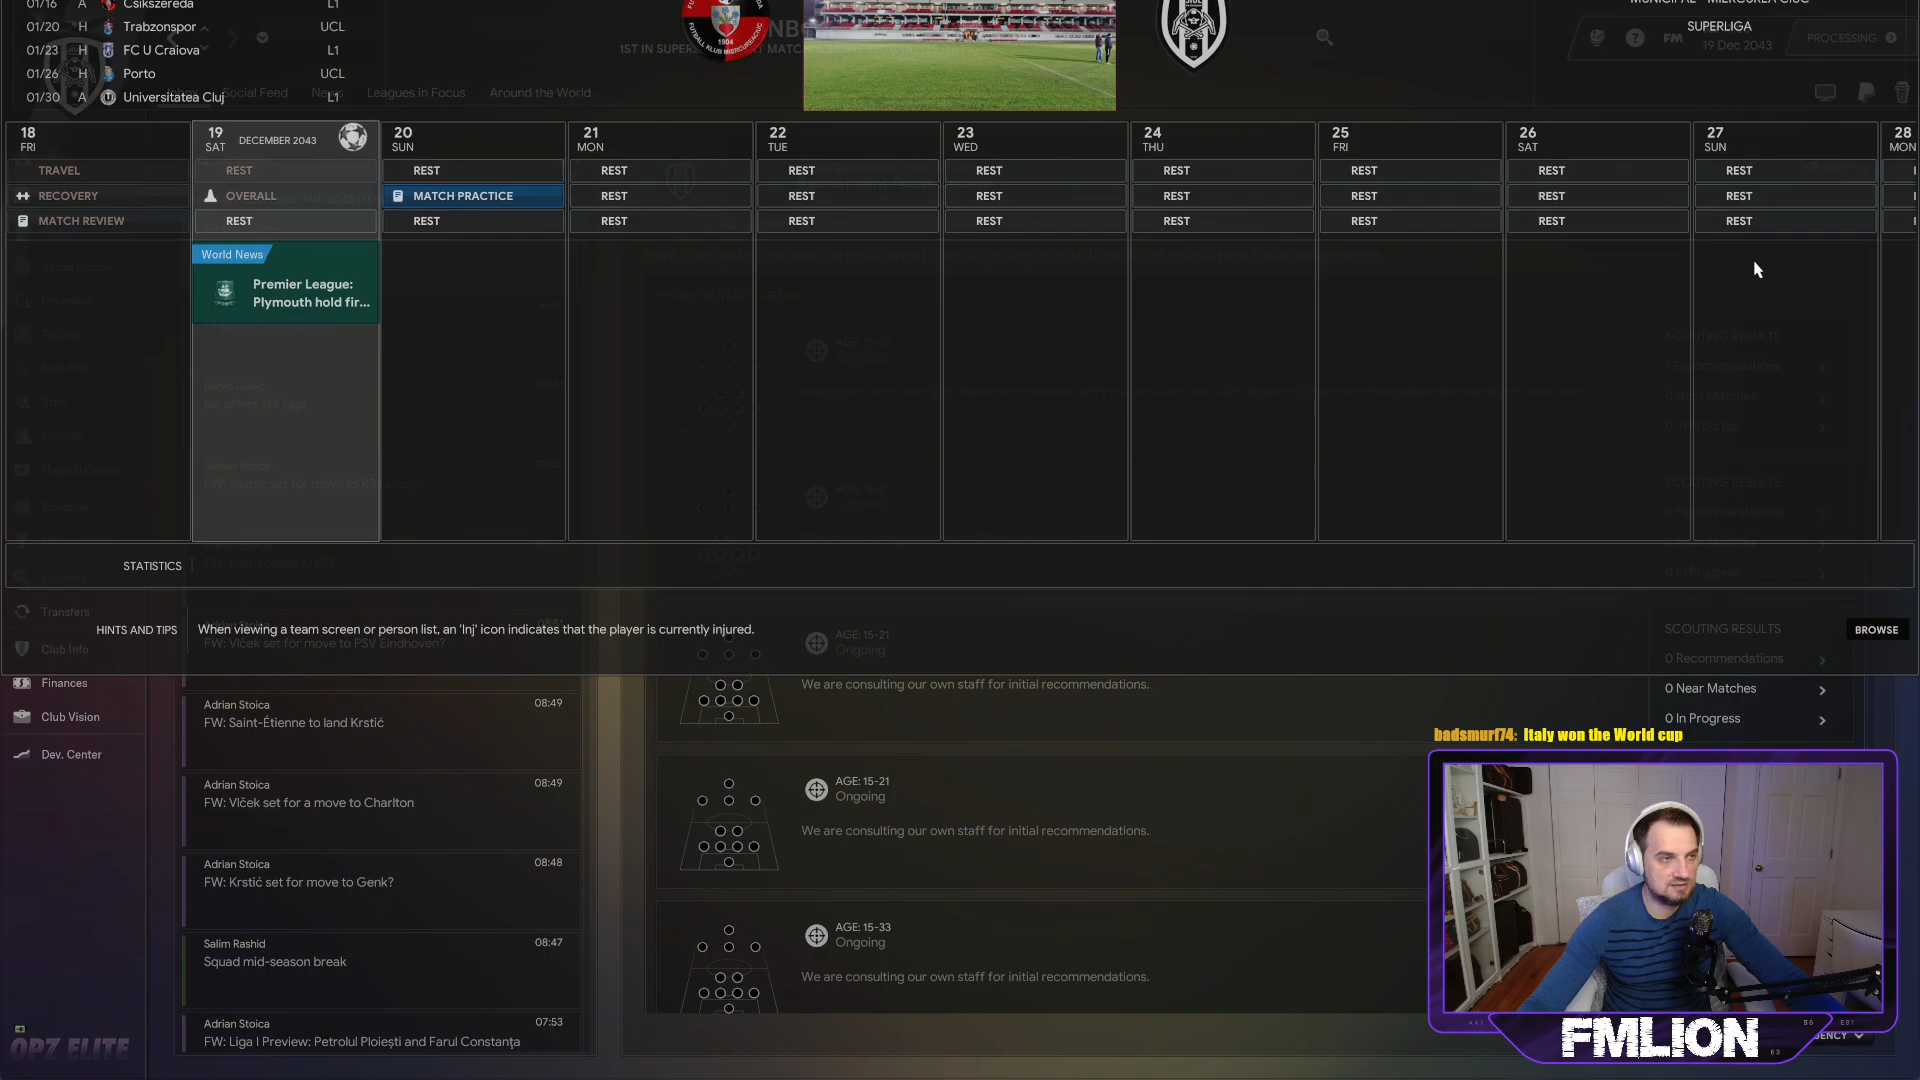 01/16 A Csikszereda L1
01/20 H Trabzonspor UCL
01/23 H FC U Craiova L1
01/26 H Porto UCL
01/30 A Universitatea Cluj L1
1904
SUPERLIGA
19 Dec 2043
FM
PROCESSING
Social Feed
Leagues In Focus
Around the World
18
FRI
TRAVEL
RECOVERY
MATCH REVIEW
19
SAT
DECEMBER 2043
REST
OVERALL
REST
World News
Premier League:
Plymouth hold fir...
20
SUN
REST
MATCH PRACTICE
REST
21
MON
REST
REST
REST
22
TUE
REST
REST
REST
23
WED
REST
REST
REST
24
THU
REST
REST
REST
25
FRI
REST
REST
REST
26
SAT
REST
REST
REST
27
SUN
REST
REST
REST
28
MON
STATISTICS
HINTS AND TIPS
When viewing a team screen or person list, an 'Inj' icon indicates that the player is currently injured.
BROWSE
Transfers
Club Info
Finances
Club Vision
Dev. Center
FW: Vlček set for move to PSV Eindhoven?
Adrian Stoica 08:49
FW: Saint-Étienne to land Krstić
Adrian Stoica 08:49
FW: Vlček set for a move to Charlton
Adrian Stoica 08:48
FW: Krstić set for move to Genk?
Salim Rashid 08:47
Squad mid-season break
Adrian Stoica 07:53
FW: Liga I Preview: Petrolul Ploiești and Farul Constanța
AGE: 15-21
Ongoing
We are consulting our own staff for initial recommendations.
AGE: 15-21
Ongoing
We are consulting our own staff for initial recommendations.
AGE: 15-33
Ongoing
We are consulting our own staff for initial recommendations.
SCOUTING RESULTS
0 Recommendations
0 Near Matches
0 In Progress
badsmurf74: Italy won the World cup
FMLION
OPZ ELITE